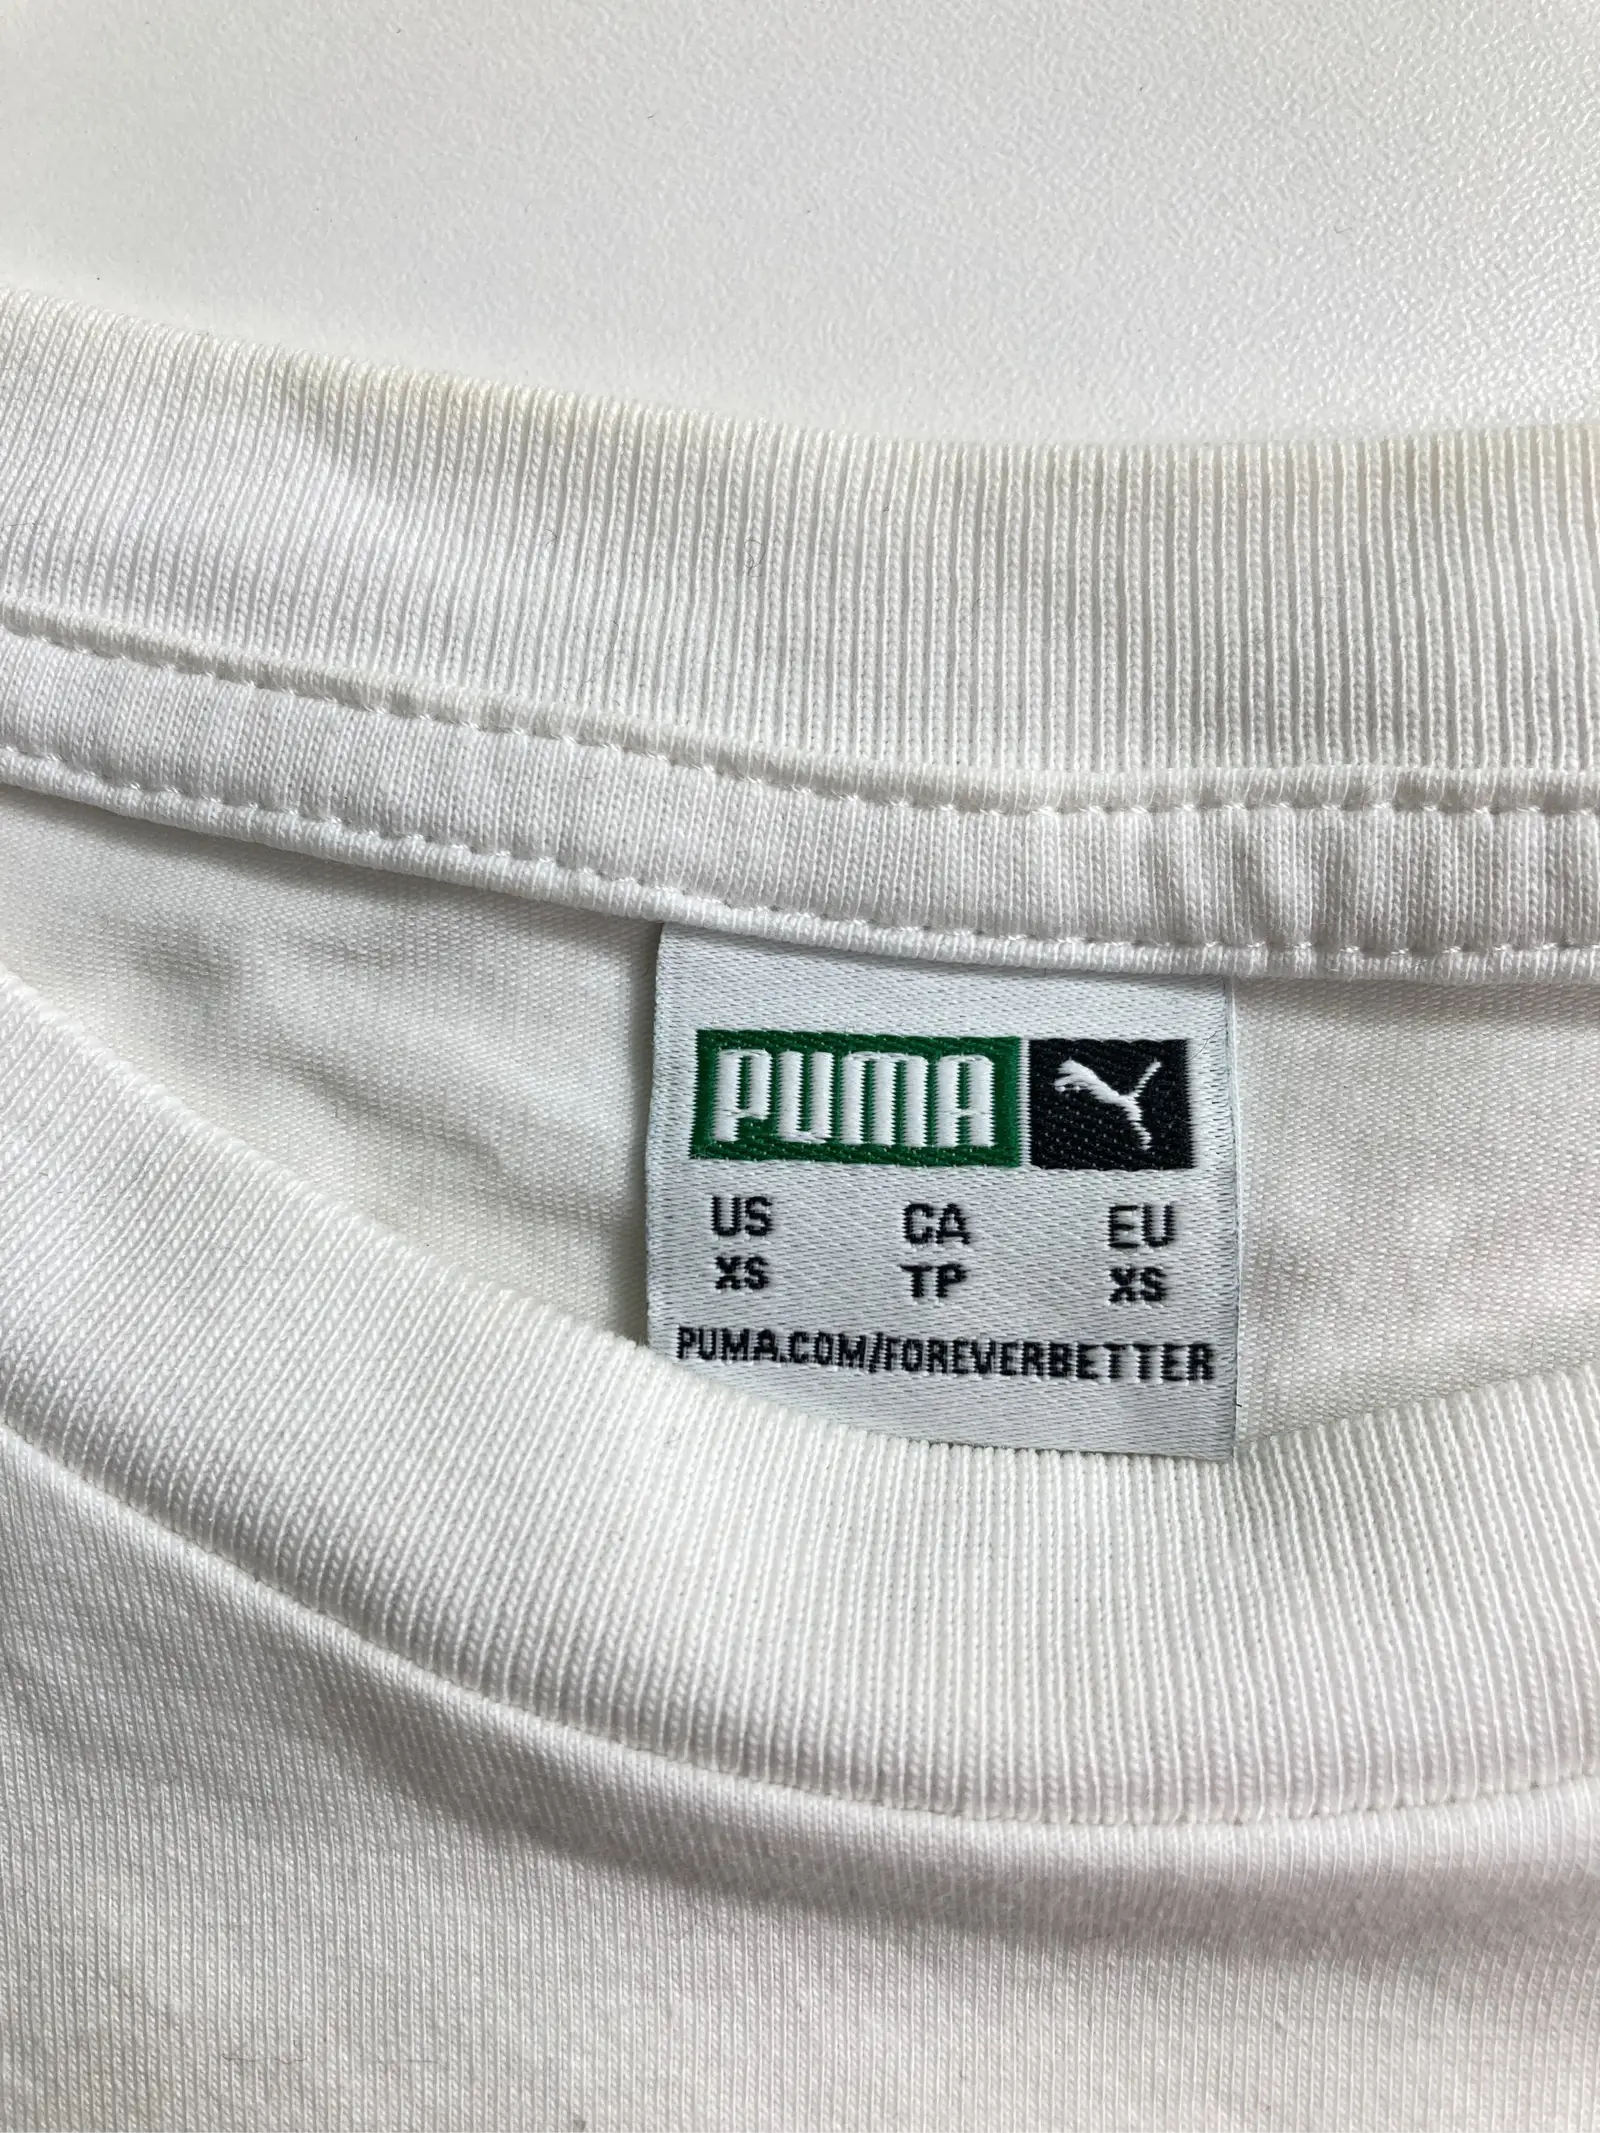 PUMA
US CA EU
XS TP XS
PUMA.COM/FOREVERBETTER